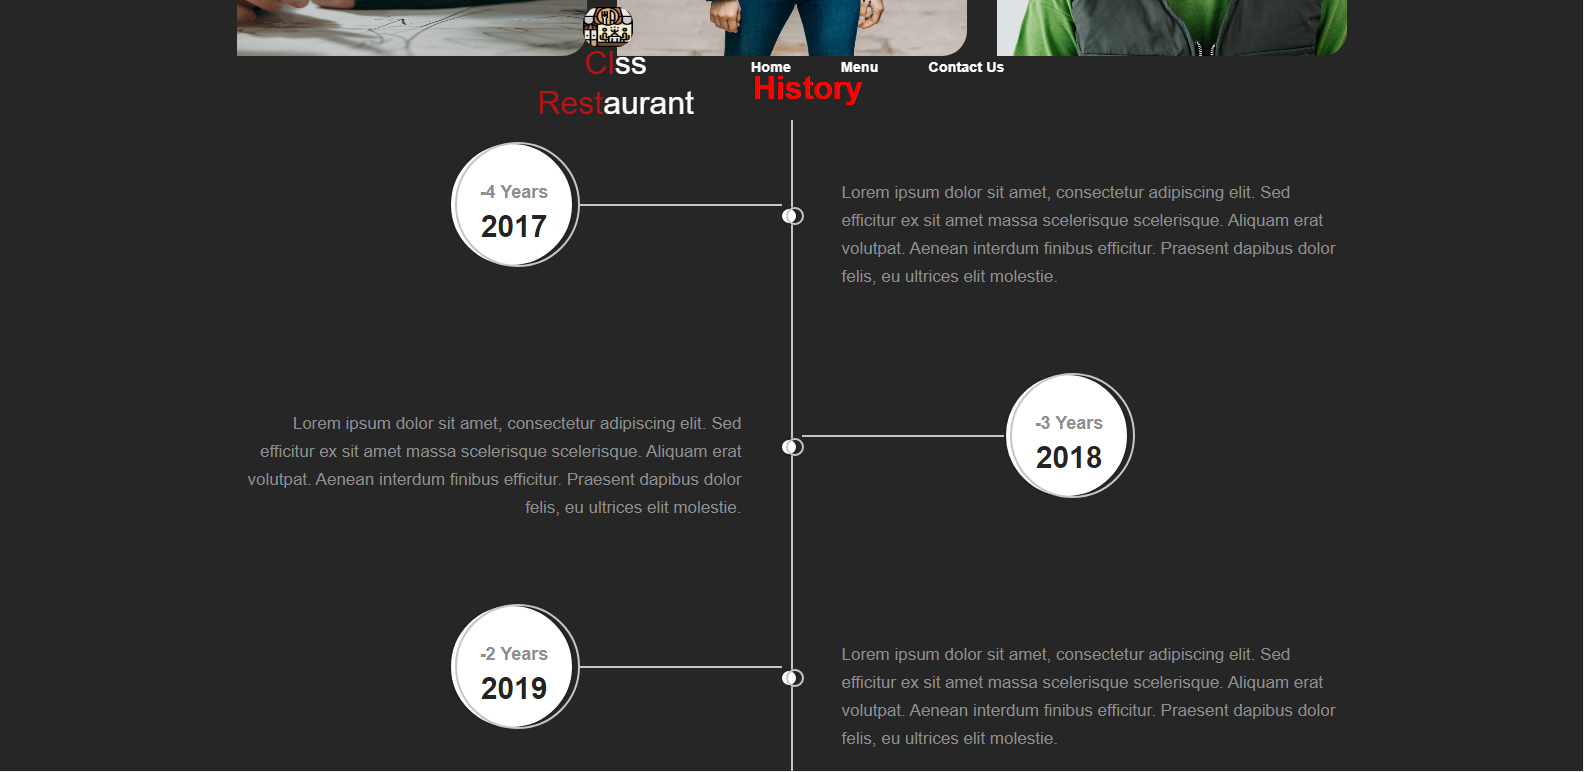 Clss
Restaurant
Home Menu Contact Us
History
-4 Years
2017
Lorem ipsum dolor sit amet, consectetur adipiscing elit. Sed
efficitur ex sit amet massa scelerisque scelerisque. Aliquam erat
volutpat. Aenean interdum finibus efficitur. Praesent dapibus dolor
felis, eu ultrices elit molestie.
Lorem ipsum dolor sit amet, consectetur adipiscing elit. Sed
efficitur ex sit amet massa scelerisque scelerisque. Aliquam erat
volutpat. Aenean interdum finibus efficitur. Praesent dapibus dolor
felis, eu ultrices elit molestie.
-3 Years
2018
-2 Years
2019
Lorem ipsum dolor sit amet, consectetur adipiscing elit. Sed
efficitur ex sit amet massa scelerisque scelerisque. Aliquam erat
volutpat. Aenean interdum finibus efficitur. Praesent dapibus dolor
felis, eu ultrices elit molestie.